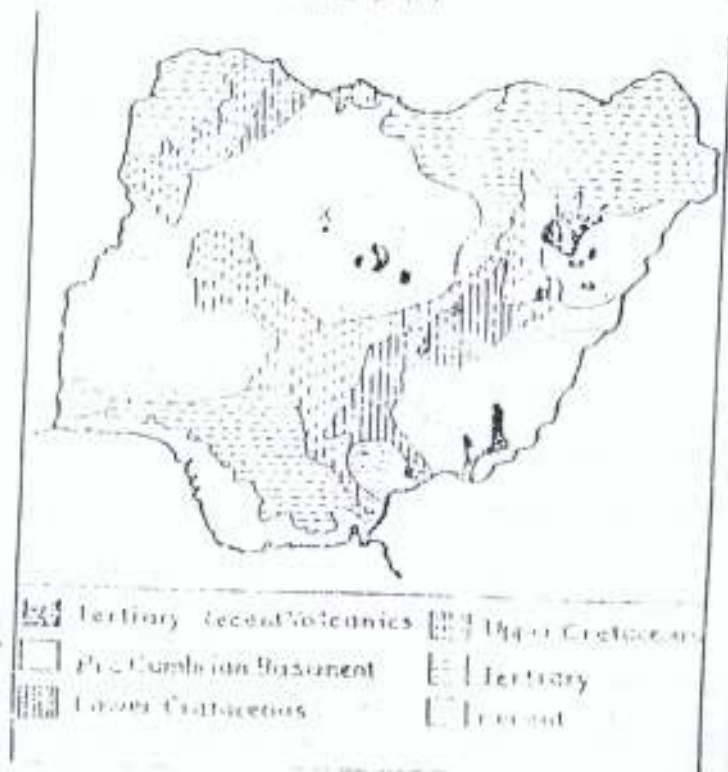 Tertiary Recent Volcanics
Pre Cambrian Basement
Lower Cretaceous
Upper Cretaceous
Tertiary
Recent